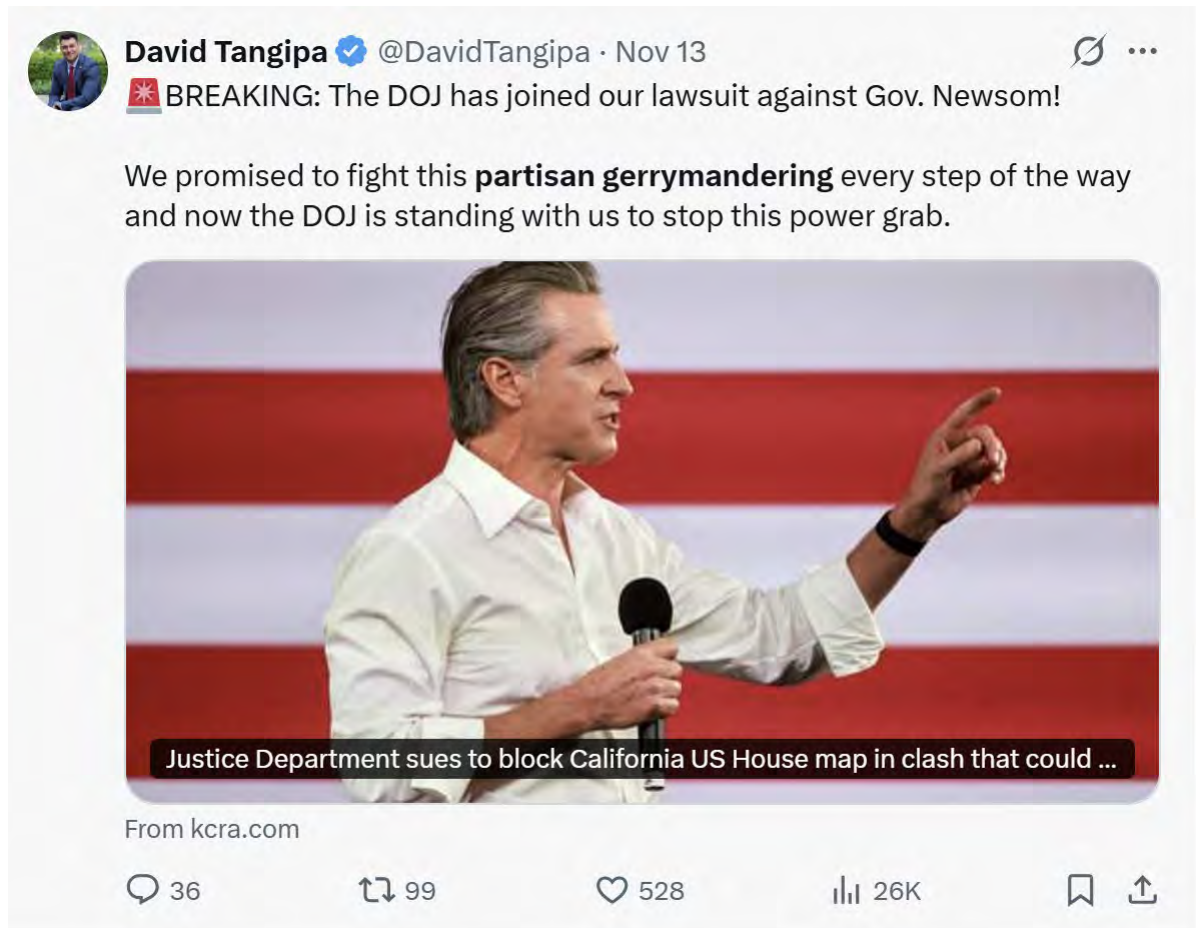 David Tangipa @DavidTangipa · Nov 13
🚨BREAKING: The DOJ has joined our lawsuit against Gov. Newsom!
We promised to fight this partisan gerrymandering every step of the way
and now the DOJ is standing with us to stop this power grab.
Justice Department sues to block California US House map in clash that could ...
From kcra.com
36 99 528 26K